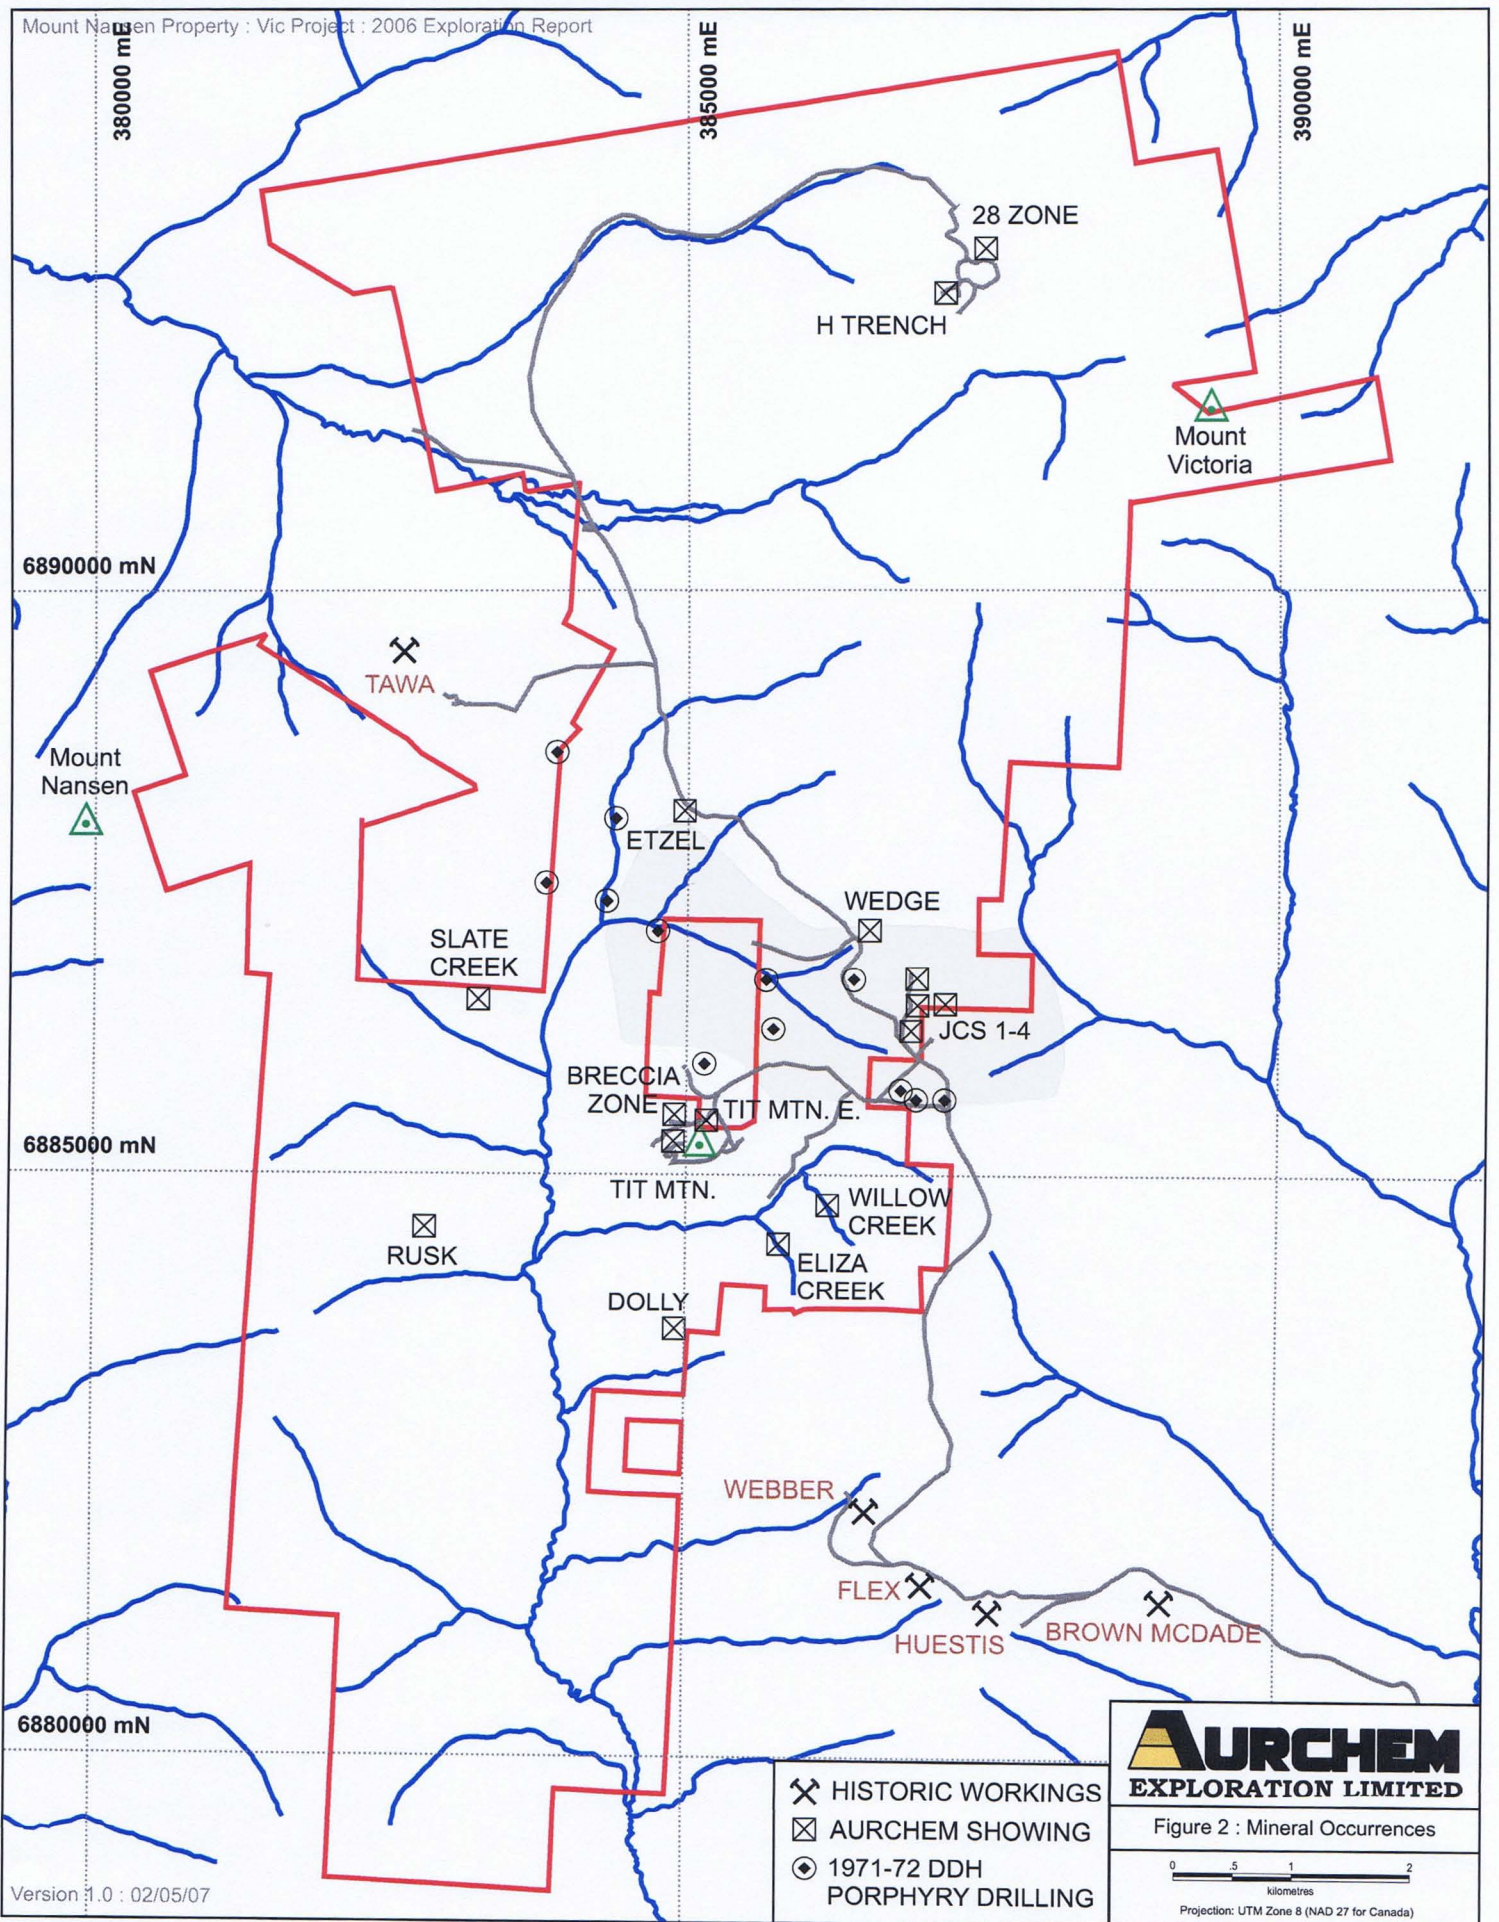 Mount Nansen Property : Vic Project : 2006 Exploration Report
380000 mE
385000 mE
390000 mE
28 ZONE
H TRENCH
Mount
Victoria
6890000 mN
TAWA
Mount
Nansen
ETZEL
WEDGE
SLATE
CREEK
JCS 1-4
BRECCIA
ZONE
TIT MTN. E.
6885000 mN
TIT MTN.
WILLOW
CREEK
RUSK
ELIZA
CREEK
DOLLY
WEBBER
FLEX
HUESTIS
BROWN MCDADE
6880000 mN
HISTORIC WORKINGS
AURCHEM SHOWING
1971-72 DDH
PORPHYRY DRILLING
AURCHEM
EXPLORATION LIMITED
Figure 2 : Mineral Occurrences
0 .5 1 2
kilometres
Projection: UTM Zone 8 (NAD 27 for Canada)
Version 1.0 : 02/05/07